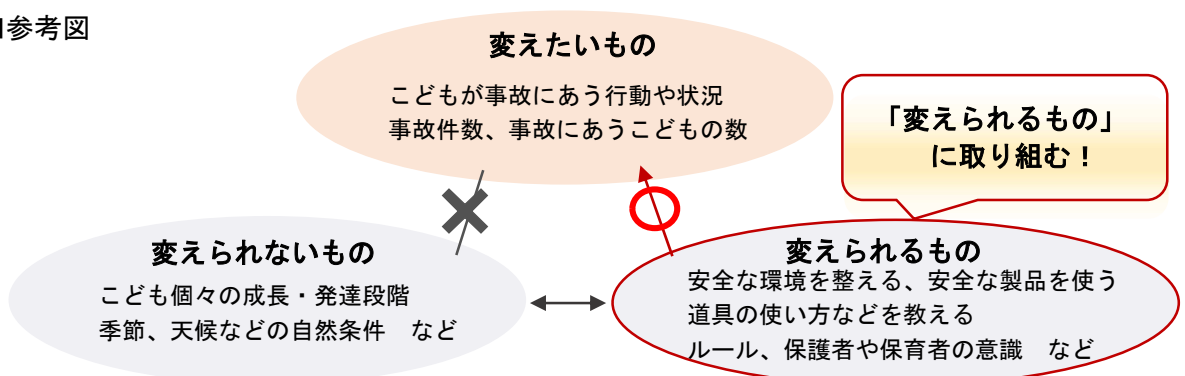 参考図
変えたいもの
こどもが事故にあう行動や状況
事故件数、事故にあうこどもの数
「変えられるもの」
に取り組む！
変えられないもの
こども個々の成長・発達段階
季節、天候などの自然条件　など
変えられるもの
安全な環境を整える、安全な製品を使う
道具の使い方などを教える
ルール、保護者や保育者の意識　など